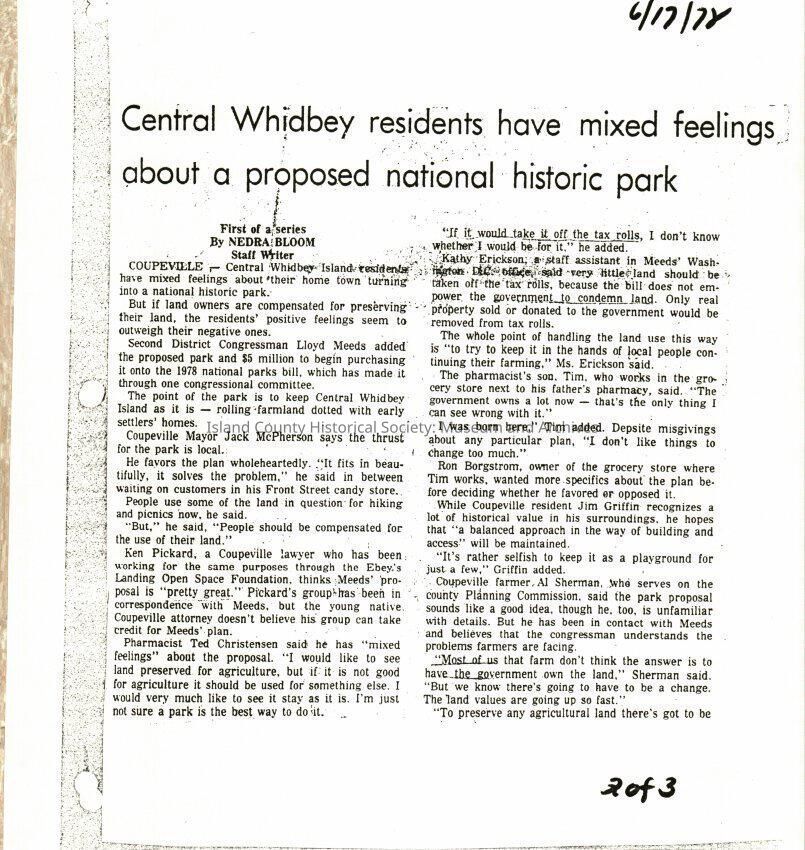 6/17/78
Central Whidbey residents have mixed feelings
about a proposed national historic park
First of a series
By NEDRA BLOOM
Staff Writer
COUPEVILLE — Central Whidbey Island residents
have mixed feelings about their home town turning
into a national historic park.
But if land owners are compensated for preserving
their land, the residents' positive feelings seem to
outweigh their negative ones.
Second District Congressman Lloyd Meeds added
the proposed park and $5 million to begin purchasing
it onto the 1978 national parks bill, which has made it
through one congressional committee.
The point of the park is to keep Central Whidbey
Island as it is — rolling farmland dotted with early
settlers' homes.
Coupeville Mayor Jack McPherson says the thrust
for the park is local.
He favors the plan wholeheartedly. "It fits in beau-
tifully, it solves the problem," he said in between
waiting on customers in his Front Street candy store.
People use some of the land in question for hiking
and picnics now, he said.
"But," he said, "People should be compensated for
the use of their land."
Ken Pickard, a Coupeville lawyer who has been
working for the same purposes through the Ebey's
Landing Open Space Foundation, thinks Meeds' pro-
posal is "pretty great." Pickard's group has been in
correspondence with Meeds, but the young native
Coupeville attorney doesn't believe his group can take
credit for Meeds' plan.
Pharmacist Ted Christensen said he has "mixed
feelings" about the proposal. "I would like to see
land preserved for agriculture, but if it is not good
for agriculture it should be used for something else. I
would very much like to see it stay as it is. I'm just
not sure a park is the best way to do it.
"If it would take it off the tax rolls, I don't know
whether I would be for it." he added.
Kathy Erickson, a staff assistant in Meeds' Wash-
ington D.C. office, said very little land should be
taken off the tax rolls, because the bill does not em-
power the government to condemn land. Only real
property sold or donated to the government would be
removed from tax rolls.
The whole point of handling the land use this way
is "to try to keep it in the hands of local people con-
tinuing their farming," Ms. Erickson said.
The pharmacist's son, Tim, who works in the gro-
cery store next to his father's pharmacy, said. "The
government owns a lot now — that's the only thing I
can see wrong with it."
"I was born here," Tim added. Depsite misgivings
about any particular plan, "I don't like things to
change too much."
Ron Borgstrom, owner of the grocery store where
Tim works, wanted more specifics about the plan be-
fore deciding whether he favored or opposed it.
While Coupeville resident Jim Griffin recognizes a
lot of historical value in his surroundings, he hopes
that "a balanced approach in the way of building and
access" will be maintained.
"It's rather selfish to keep it as a playground for
just a few," Griffin added.
Coupeville farmer Al Sherman, who serves on the
county Planning Commission, said the park proposal
sounds like a good idea, though he, too, is unfamiliar
with details. But he has been in contact with Meeds
and believes that the congressman understands the
problems farmers are facing.
"Most of us that farm don't think the answer is to
have the government own the land," Sherman said.
"But we know there's going to have to be a change.
The land values are going up so fast."
"To preserve any agricultural land there's got to be
Island County Historical Society Museum and Archives
2 of 3